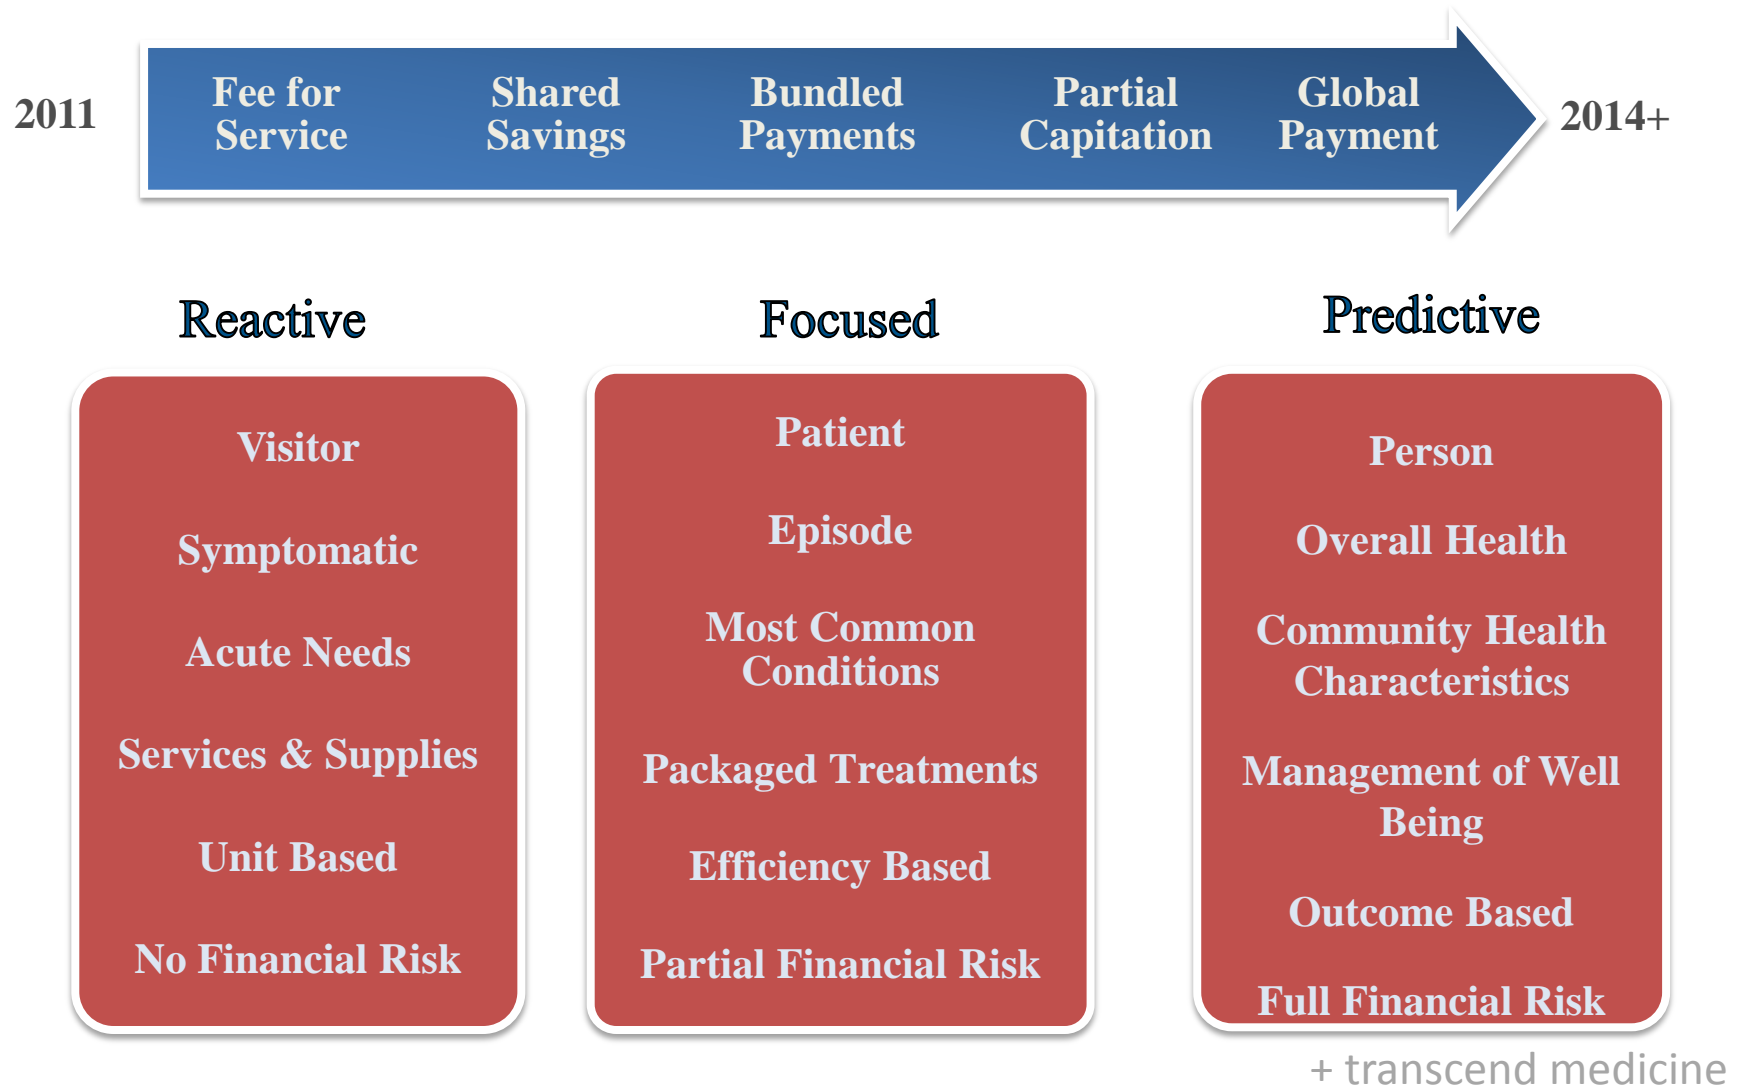 2011
Fee for
Service
Shared
Savings
Bundled
Payments
Partial
Capitation
Global
Payment
2014+
Reactive
Visitor
Symptomatic
Acute Needs
Services & Supplies
Unit Based
No Financial Risk
Focused
Patient
Episode
Most Common
Conditions
Packaged Treatments
Efficiency Based
Partial Financial Risk
Predictive
Person
Overall Health
Community Health
Characteristics
Management of Well
Being
Outcome Based
Full Financial Risk
+ transcend medicine